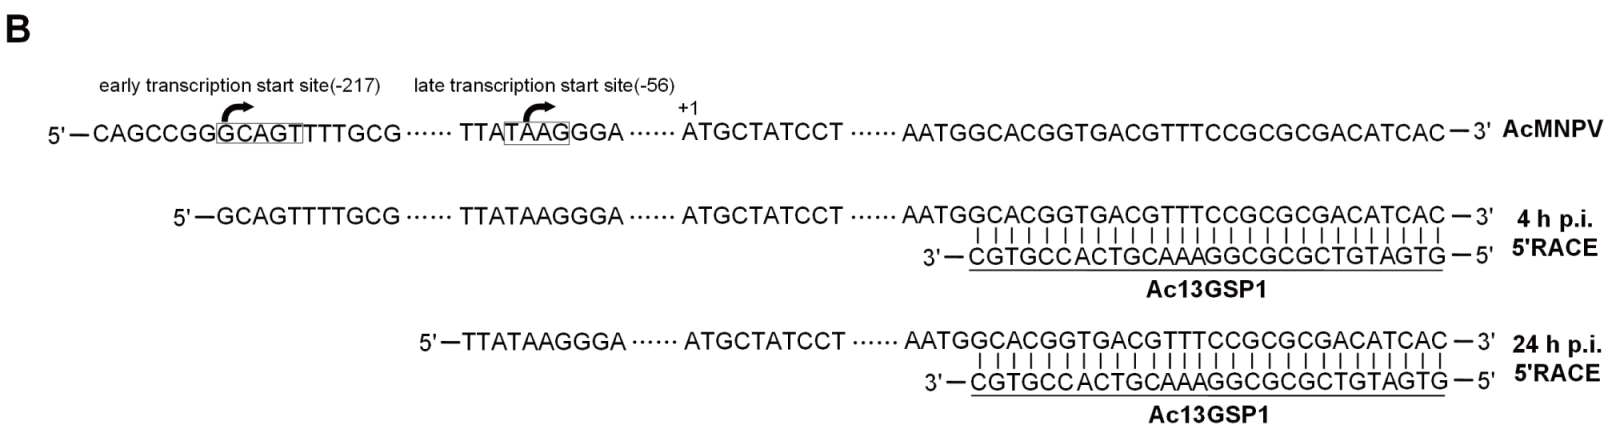 B
early transcription start site(-217) late transcription start site(-56)
+1
5'—CAGCCGGGCAGTTTTGCG······TTATAAGGGA······ATGCTATCCT······AATGGCACGGTGACGTTTCCGCGCGACATCAC—3' AcMNPV
5'—GCAGTTTTGCG······TTATAAGGGA······ATGCTATCCT······AATGGCACGGTGACGTTTCCGCGCGACATCAC—3' 4 h p.i.
3'—CGTGCCACTGCAAAGGCGCGCTGTAGTG—5' 5'RACE
Ac13GSP1
5'—TTATAAGGGA······ATGCTATCCT······AATGGCACGGTGACGTTTCCGCGCGACATCAC—3' 24 h p.i.
3'—CGTGCCACTGCAAAGGCGCGCTGTAGTG—5' 5'RACE
Ac13GSP1